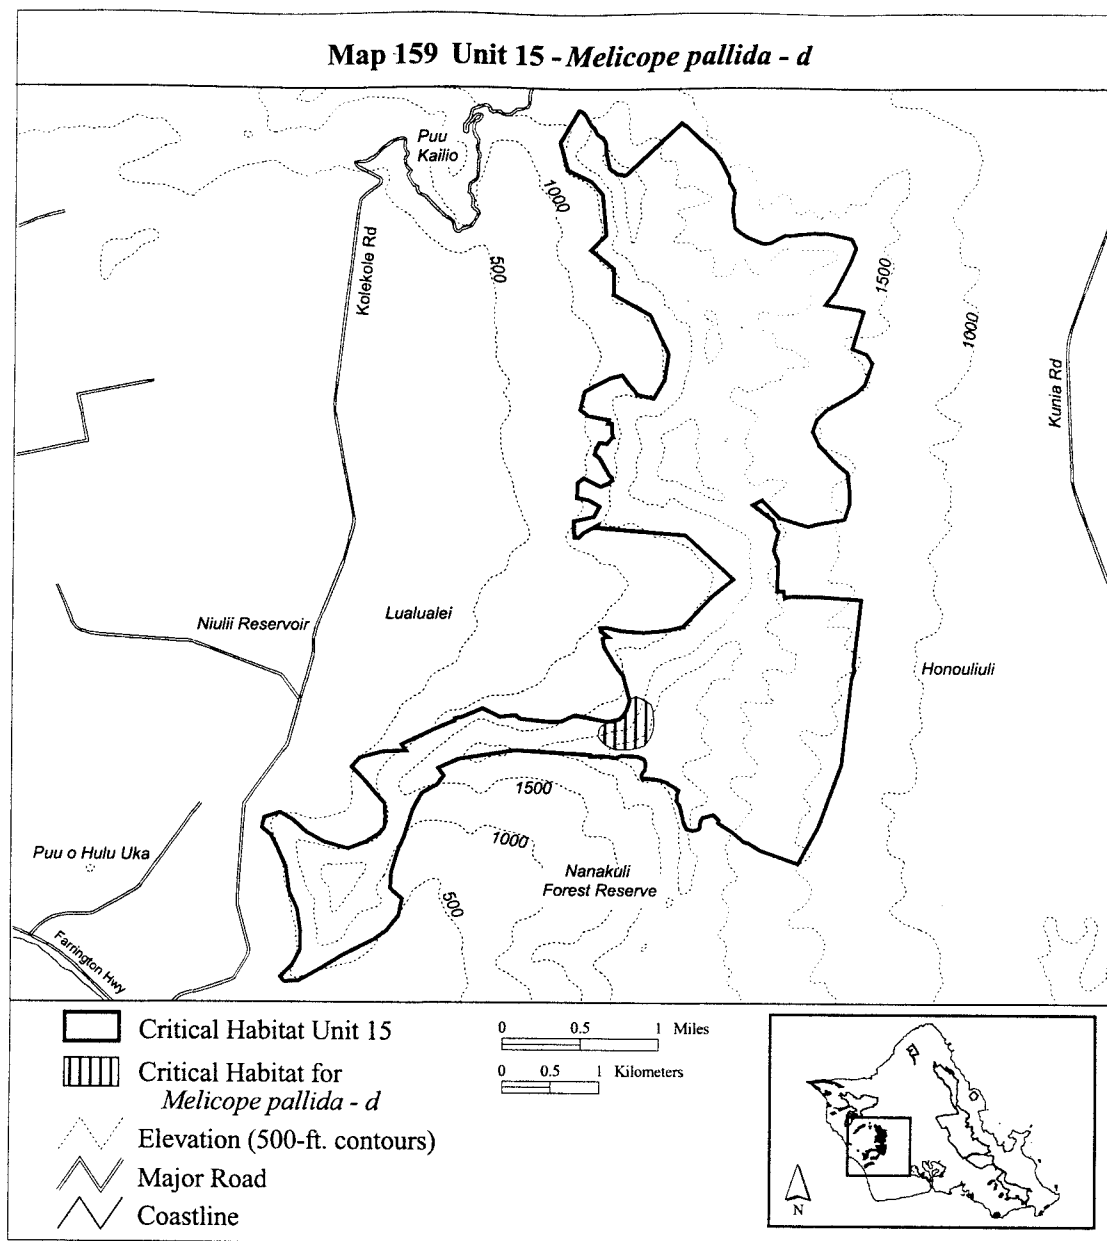 Map 159 Unit 15 - Melicope pallida - d
Puu
Kailio
1000
500
Kolekole Rd
1500
1000
Kunia Rd
Niulii Reservoir
Lualualei
Honouliuli
1500
1000
Puu o Hulu Uka
Nanakuli
Forest Reserve
500
Farrington Hwy
Critical Habitat Unit 15
Critical Habitat for
Melicope pallida - d
Elevation (500-ft. contours)
Major Road
Coastline
0 0.5 1 Miles
0 0.5 1 Kilometers
N